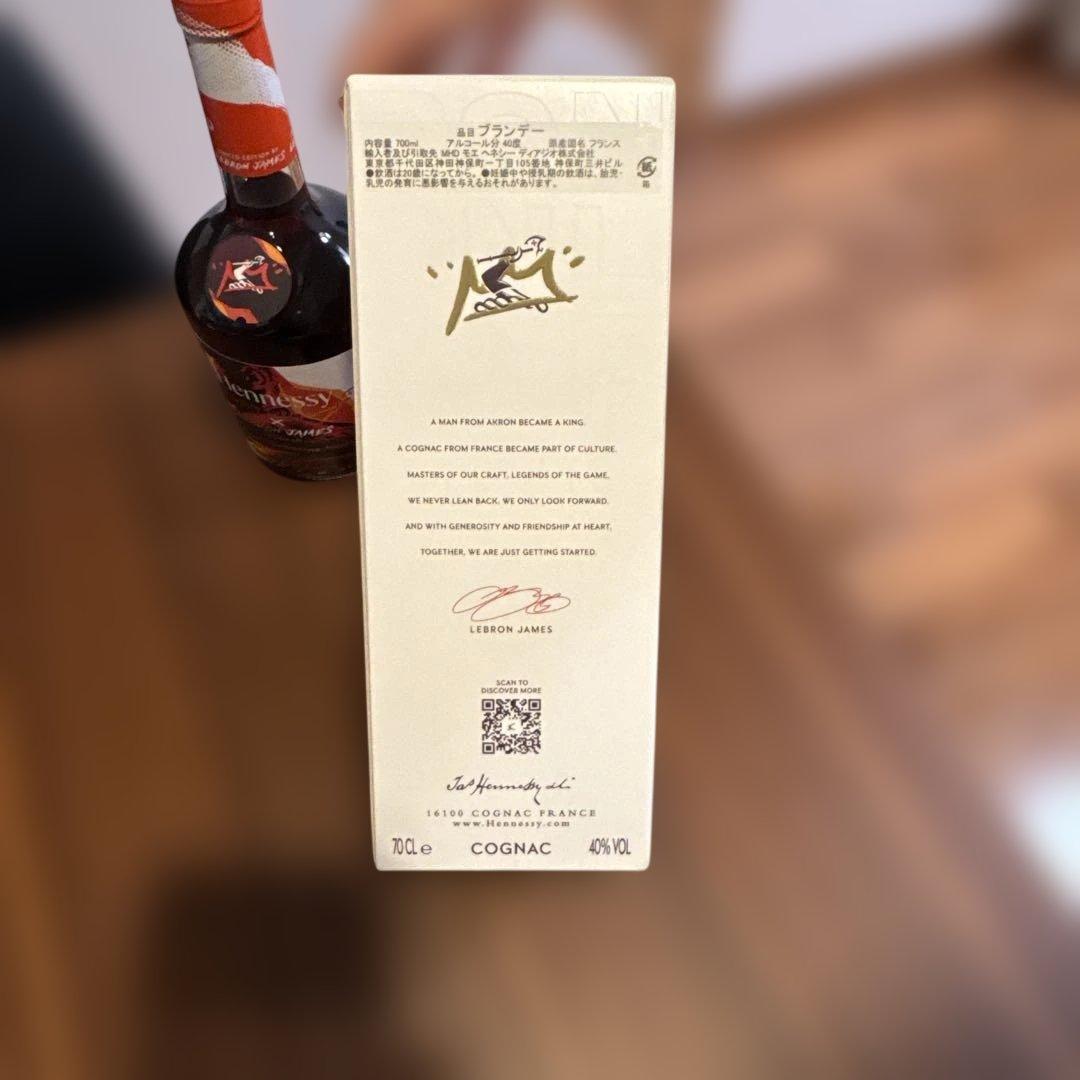 品目 ブランデー
内容量 700ml アルコール分 40度 原産国名 フランス
輸入者及び引取先 MHD モエ ヘネシー ディアジオ株式会社
東京都千代田区神田神保町一丁目105番地 神保町三井ビル
●飲酒は20歳になってから。●妊娠中や授乳期の飲酒は、胎児・
乳児の発育に悪影響を与えるおそれがあります。
紙
箱
A MAN FROM AKRON BECAME A KING.
A COGNAC FROM FRANCE BECAME PART OF CULTURE.
MASTERS OF OUR CRAFT, LEGENDS OF THE GAME.
WE NEVER LEAN BACK. WE ONLY LOOK FORWARD.
AND WITH GENEROSITY AND FRIENDSHIP AT HEART,
TOGETHER, WE ARE JUST GETTING STARTED.
LEBRON JAMES
SCAN TO
DISCOVER MORE
Jas Hennessy
16100 COGNAC FRANCE
www.Hennessy.com
70 CL e COGNAC 40% VOL
EDITION BY
LEBRON JAMES
Hennessy
X
JAMES